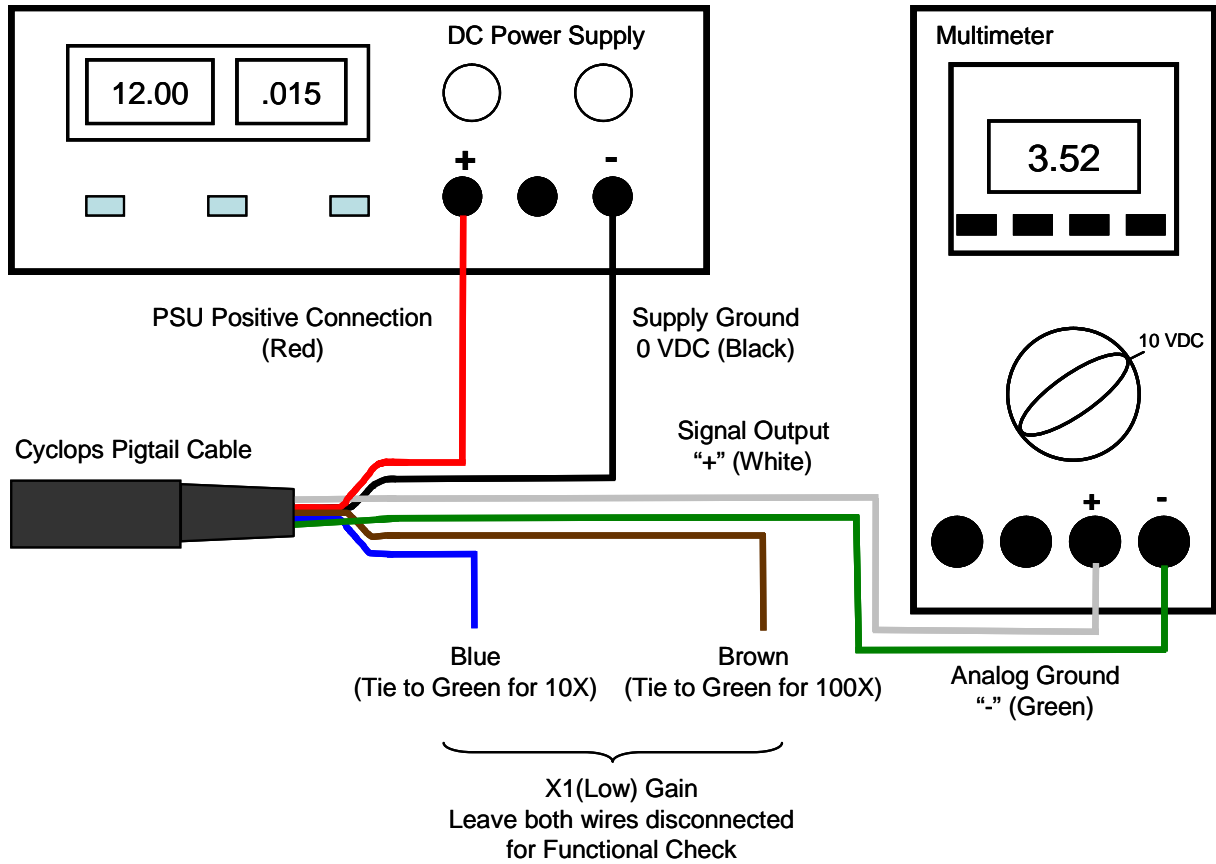 DC Power Supply
12.00
.015
+
-
PSU Positive Connection
(Red)
Supply Ground
0 VDC (Black)
Multimeter
3.52
10 VDC
+
-
Cyclops Pigtail Cable
Signal Output
“+” (White)
Blue
(Tie to Green for 10X)
Brown
(Tie to Green for 100X)
Analog Ground
“-” (Green)
X1(Low) Gain
Leave both wires disconnected
for Functional Check